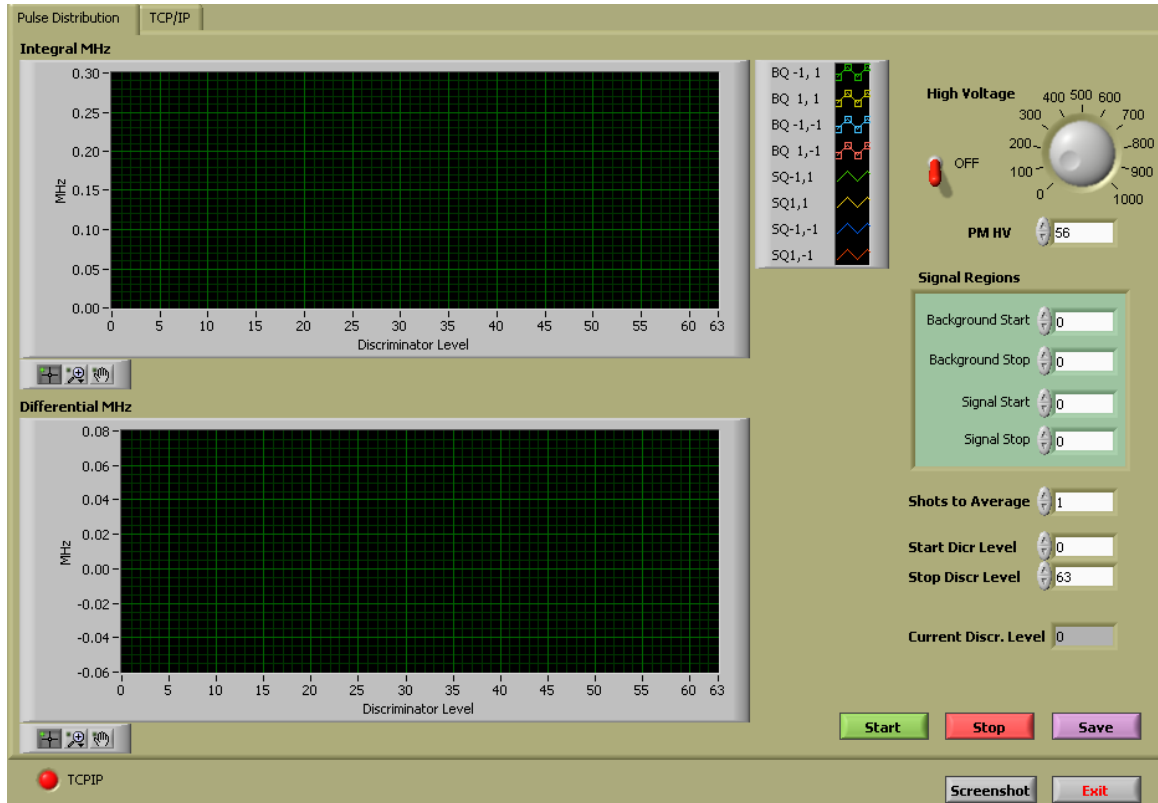 Pulse Distribution TCP/IP
Integral MHz
0.30
0.25
0.20
0.15
0.10
0.05
0.00
MHz
0 5 10 15 20 25 30 35 40 45 50 55 60 63
Discriminator Level
BQ -1, 1
BQ 1, 1
BQ -1,-1
BQ 1,-1
SQ-1,1
SQ1,1
SQ-1,-1
SQ1,-1
High Voltage
OFF
0 100 200 300 400 500 600 700 800 900 1000
PM HV 56
Signal Regions
Background Start 0
Background Stop 0
Signal Start 0
Signal Stop 0
Differential MHz
0.08
0.06
0.04
0.02
0.00
-0.02
-0.04
-0.06
MHz
0 5 10 15 20 25 30 35 40 45 50 55 60 63
Discriminator Level
Shots to Average 1
Start Dicr Level 0
Stop Discr Level 63
Current Discr. Level 0
Start Stop Save
TCPIP
Screenshot Exit